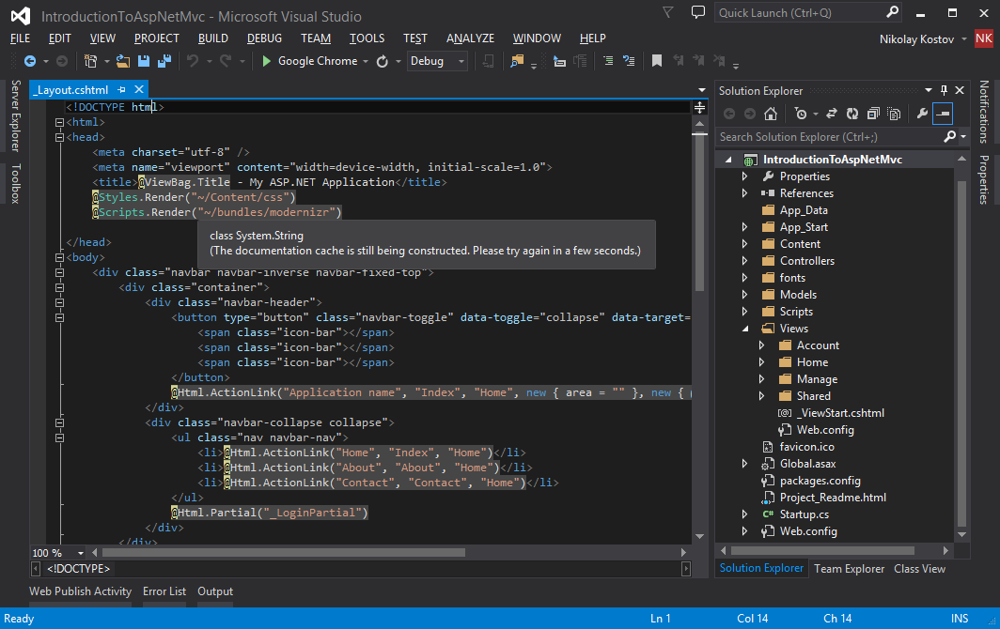 IntroductionToAspNetMvc - Microsoft Visual Studio
Quick Launch (Ctrl+Q)
FILE EDIT VIEW PROJECT BUILD DEBUG TEAM TOOLS TEST ANALYZE WINDOW HELP
Nikolay Kostov NK
Google Chrome Debug
Server Explorer
Toolbox
_Layout.cshtml
<!DOCTYPE html>
<html>
<head>
<meta charset="utf-8" />
<meta name="viewport" content="width=device-width, initial-scale=1.0">
<title>@ViewBag.Title - My ASP.NET Application</title>
@Styles.Render("~/Content/css")
@Scripts.Render("~/bundles/modernizr")
class System.String
(The documentation cache is still being constructed. Please try again in a few seconds.)
</head>
<body>
<div class="navbar navbar-inverse navbar-fixed-top">
<div class="container">
<div class="navbar-header">
<button type="button" class="navbar-toggle" data-toggle="collapse" data-target=
<span class="icon-bar"></span>
<span class="icon-bar"></span>
<span class="icon-bar"></span>
</button>
@Html.ActionLink("Application name", "Index", "Home", new { area = "" }, new {
</div>
<div class="navbar-collapse collapse">
<ul class="nav navbar-nav">
<li>@Html.ActionLink("Home", "Index", "Home")</li>
<li>@Html.ActionLink("About", "About", "Home")</li>
<li>@Html.ActionLink("Contact", "Contact", "Home")</li>
</ul>
@Html.Partial("_LoginPartial")
</div>
</div>
100 %
<!DOCTYPE>
Solution Explorer
Search Solution Explorer (Ctrl+;)
IntroductionToAspNetMvc
Properties
References
App_Data
App_Start
Content
Controllers
fonts
Models
Scripts
Views
Account
Home
Manage
Shared
_ViewStart.cshtml
Web.config
favicon.ico
Global.asax
packages.config
Project_Readme.html
Startup.cs
Web.config
Solution Explorer Team Explorer Class View
Notifications
Properties
Web Publish Activity Error List Output
Ready Ln 1 Col 14 Ch 14 INS